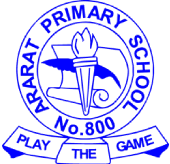 ARARAT PRIMARY SCHOOL
No.800
PLAY THE GAME